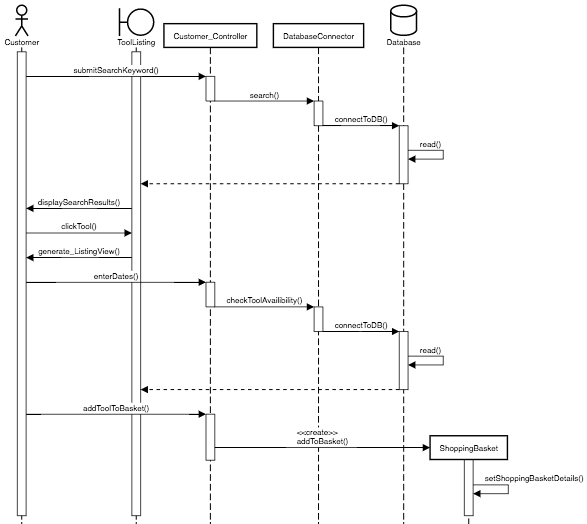 Customer
ToolListing
Customer_Controller
DatabaseConnector
Database
submitSearchKeyword()
search()
connectToDB()
read()
displaySearchResults()
clickTool()
generate_ListingView()
enterDates()
checkToolAvailibility()
connectToDB()
read()
addToolToBasket()
<<create>>
addToBasket()
ShoppingBasket
setShoppingBasketDetails()